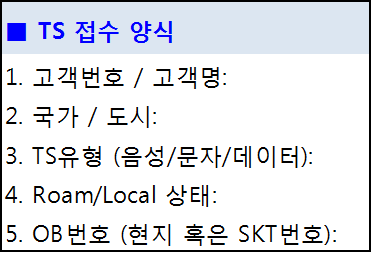 ■ TS 접수 양식
1. 고객번호 / 고객명:
2. 국가 / 도시:
3. TS유형 (음성/문자/데이터):
4. Roam/Local 상태:
5. OB번호 (현지 혹은 SKT번호):